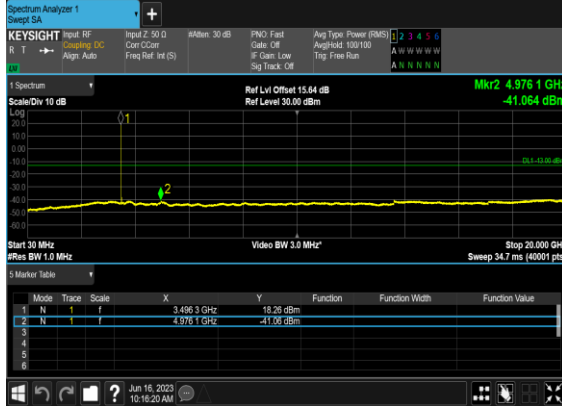 Spectrum Analyzer 1
Swept SA
+
KEYSIGHT Input: RF Input Z: 50 Ω #Atten: 30 dB PNO: Fast Avg Type: Power (RMS) 1 2 3 4 5 6
R T Coupling: DC Corr CCorr Gate: Off Avg|Hold: 100/100 A W W W W W
Align: Auto Freq Ref: Int (S) IF Gain: Low Trig: Free Run
Sig Track: Off A N N N N N
1 Spectrum Ref Lvl Offset 15.64 dB Mkr2 4.976 1 GHz
Scale/Div 10 dB Ref Level 30.00 dBm -41.064 dBm
Log
20.0
10.0
0.00
-10.0
-20.0
-30.0
-40.0
-50.0
-60.0
1
2
DL1 -13.00 dBm
Start 30 MHz Video BW 3.0 MHz* Stop 20.000 GHz
#Res BW 1.0 MHz Sweep 34.7 ms (40001 pts)
5 Marker Table
Mode Trace Scale X Y Function Function Width Function Value
1 N 1 f 3.496 3 GHz 18.26 dBm
2 N 1 f 4.976 1 GHz -41.06 dBm
3
4
5
6
? Jun 16, 2023
10:16:20 AM